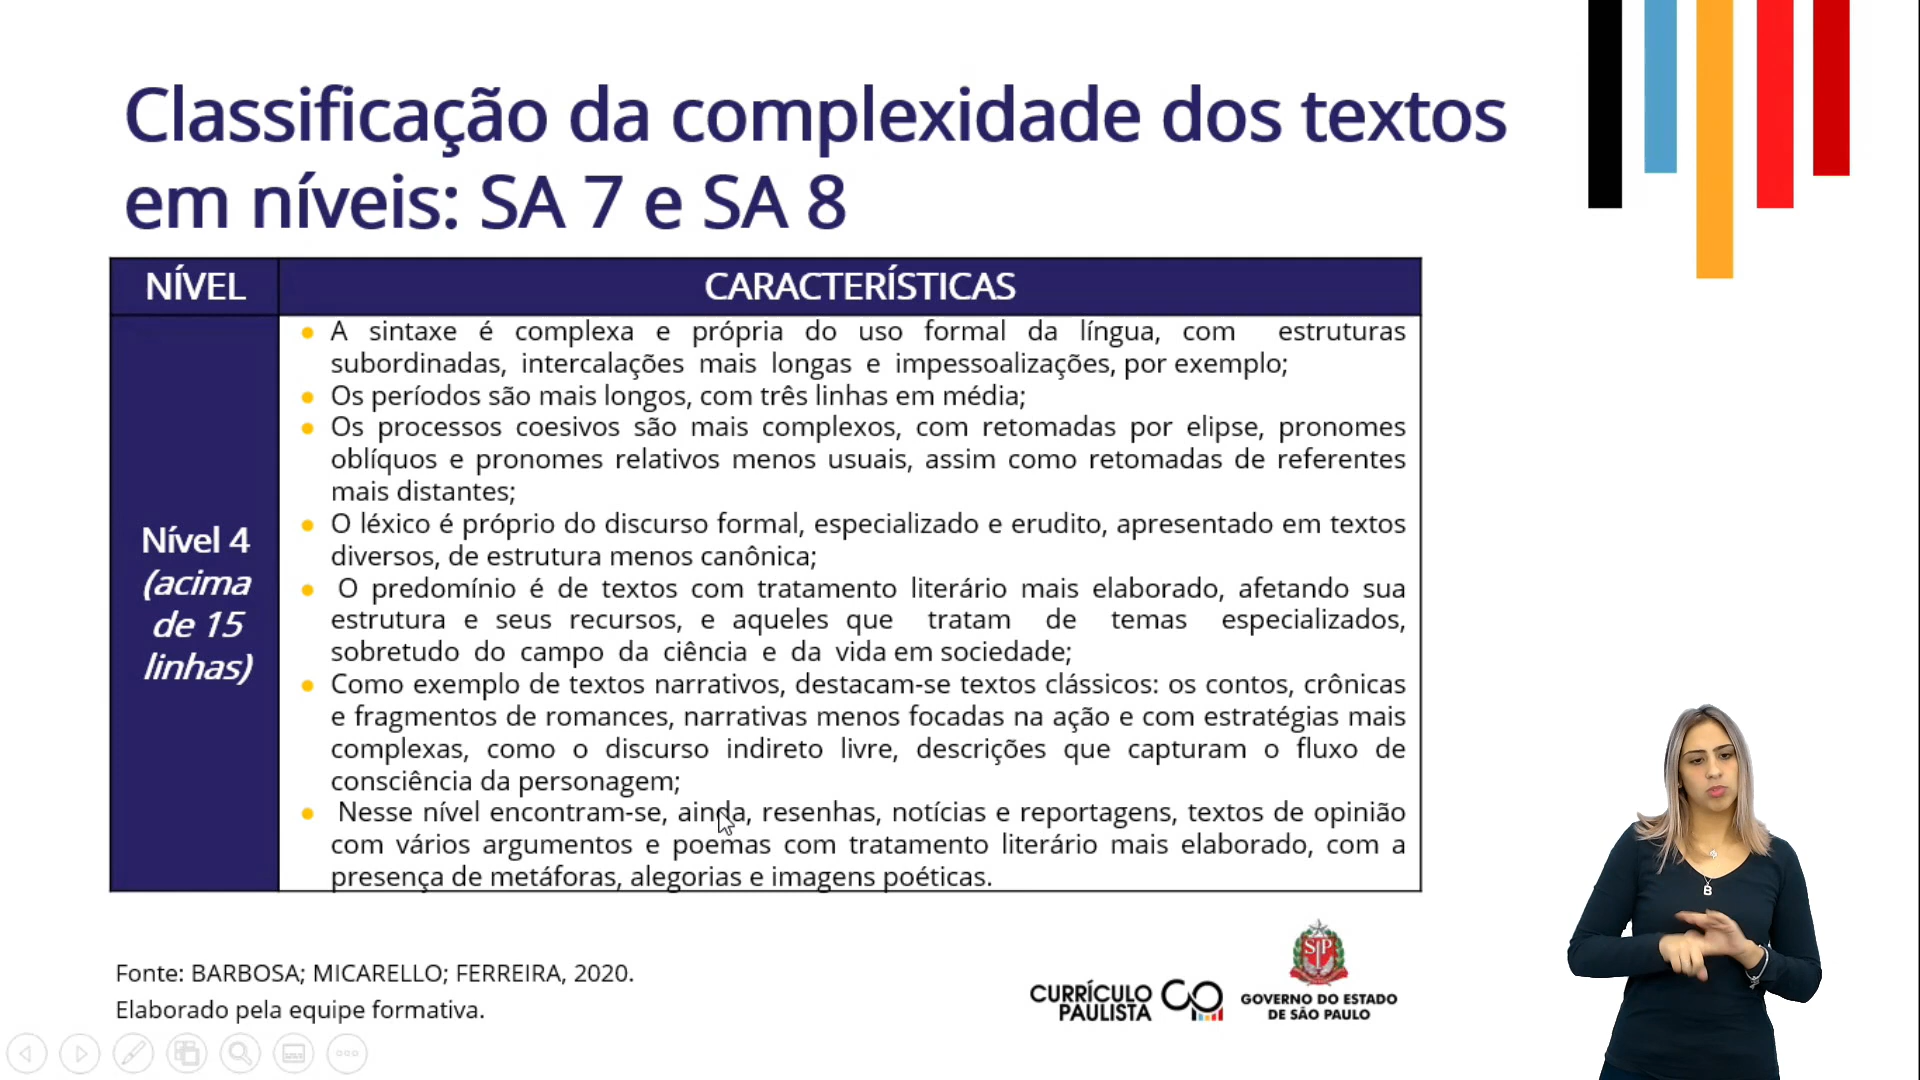 Classificação da complexidade dos textos
em níveis: SA 7 e SA 8
NÍVEL
CARACTERÍSTICAS
Nível 4
(acima
de 15
linhas)
● A sintaxe é complexa e própria do uso formal da língua, com estruturas
subordinadas, intercalações mais longas e impessoalizações, por exemplo;
● Os períodos são mais longos, com três linhas em média;
● Os processos coesivos são mais complexos, com retomadas por elipse, pronomes
oblíquos e pronomes relativos menos usuais, assim como retomadas de referentes
mais distantes;
● O léxico é próprio do discurso formal, especializado e erudito, apresentado em textos
diversos, de estrutura menos canônica;
● O predomínio é de textos com tratamento literário mais elaborado, afetando sua
estrutura e seus recursos, e aqueles que tratam de temas especializados,
sobretudo do campo da ciência e da vida em sociedade;
● Como exemplo de textos narrativos, destacam-se textos clássicos: os contos, crônicas
e fragmentos de romances, narrativas menos focadas na ação e com estratégias mais
complexas, como o discurso indireto livre, descrições que capturam o fluxo de
consciência da personagem;
● Nesse nível encontram-se, ainda, resenhas, notícias e reportagens, textos de opinião
com vários argumentos e poemas com tratamento literário mais elaborado, com a
presença de metáforas, alegorias e imagens poéticas.
Fonte: BARBOSA; MICARELLO; FERREIRA, 2020.
Elaborado pela equipe formativa.
CURRÍCULO
PAULISTA
SP
GOVERNO DO ESTADO
DE SÃO PAULO
B